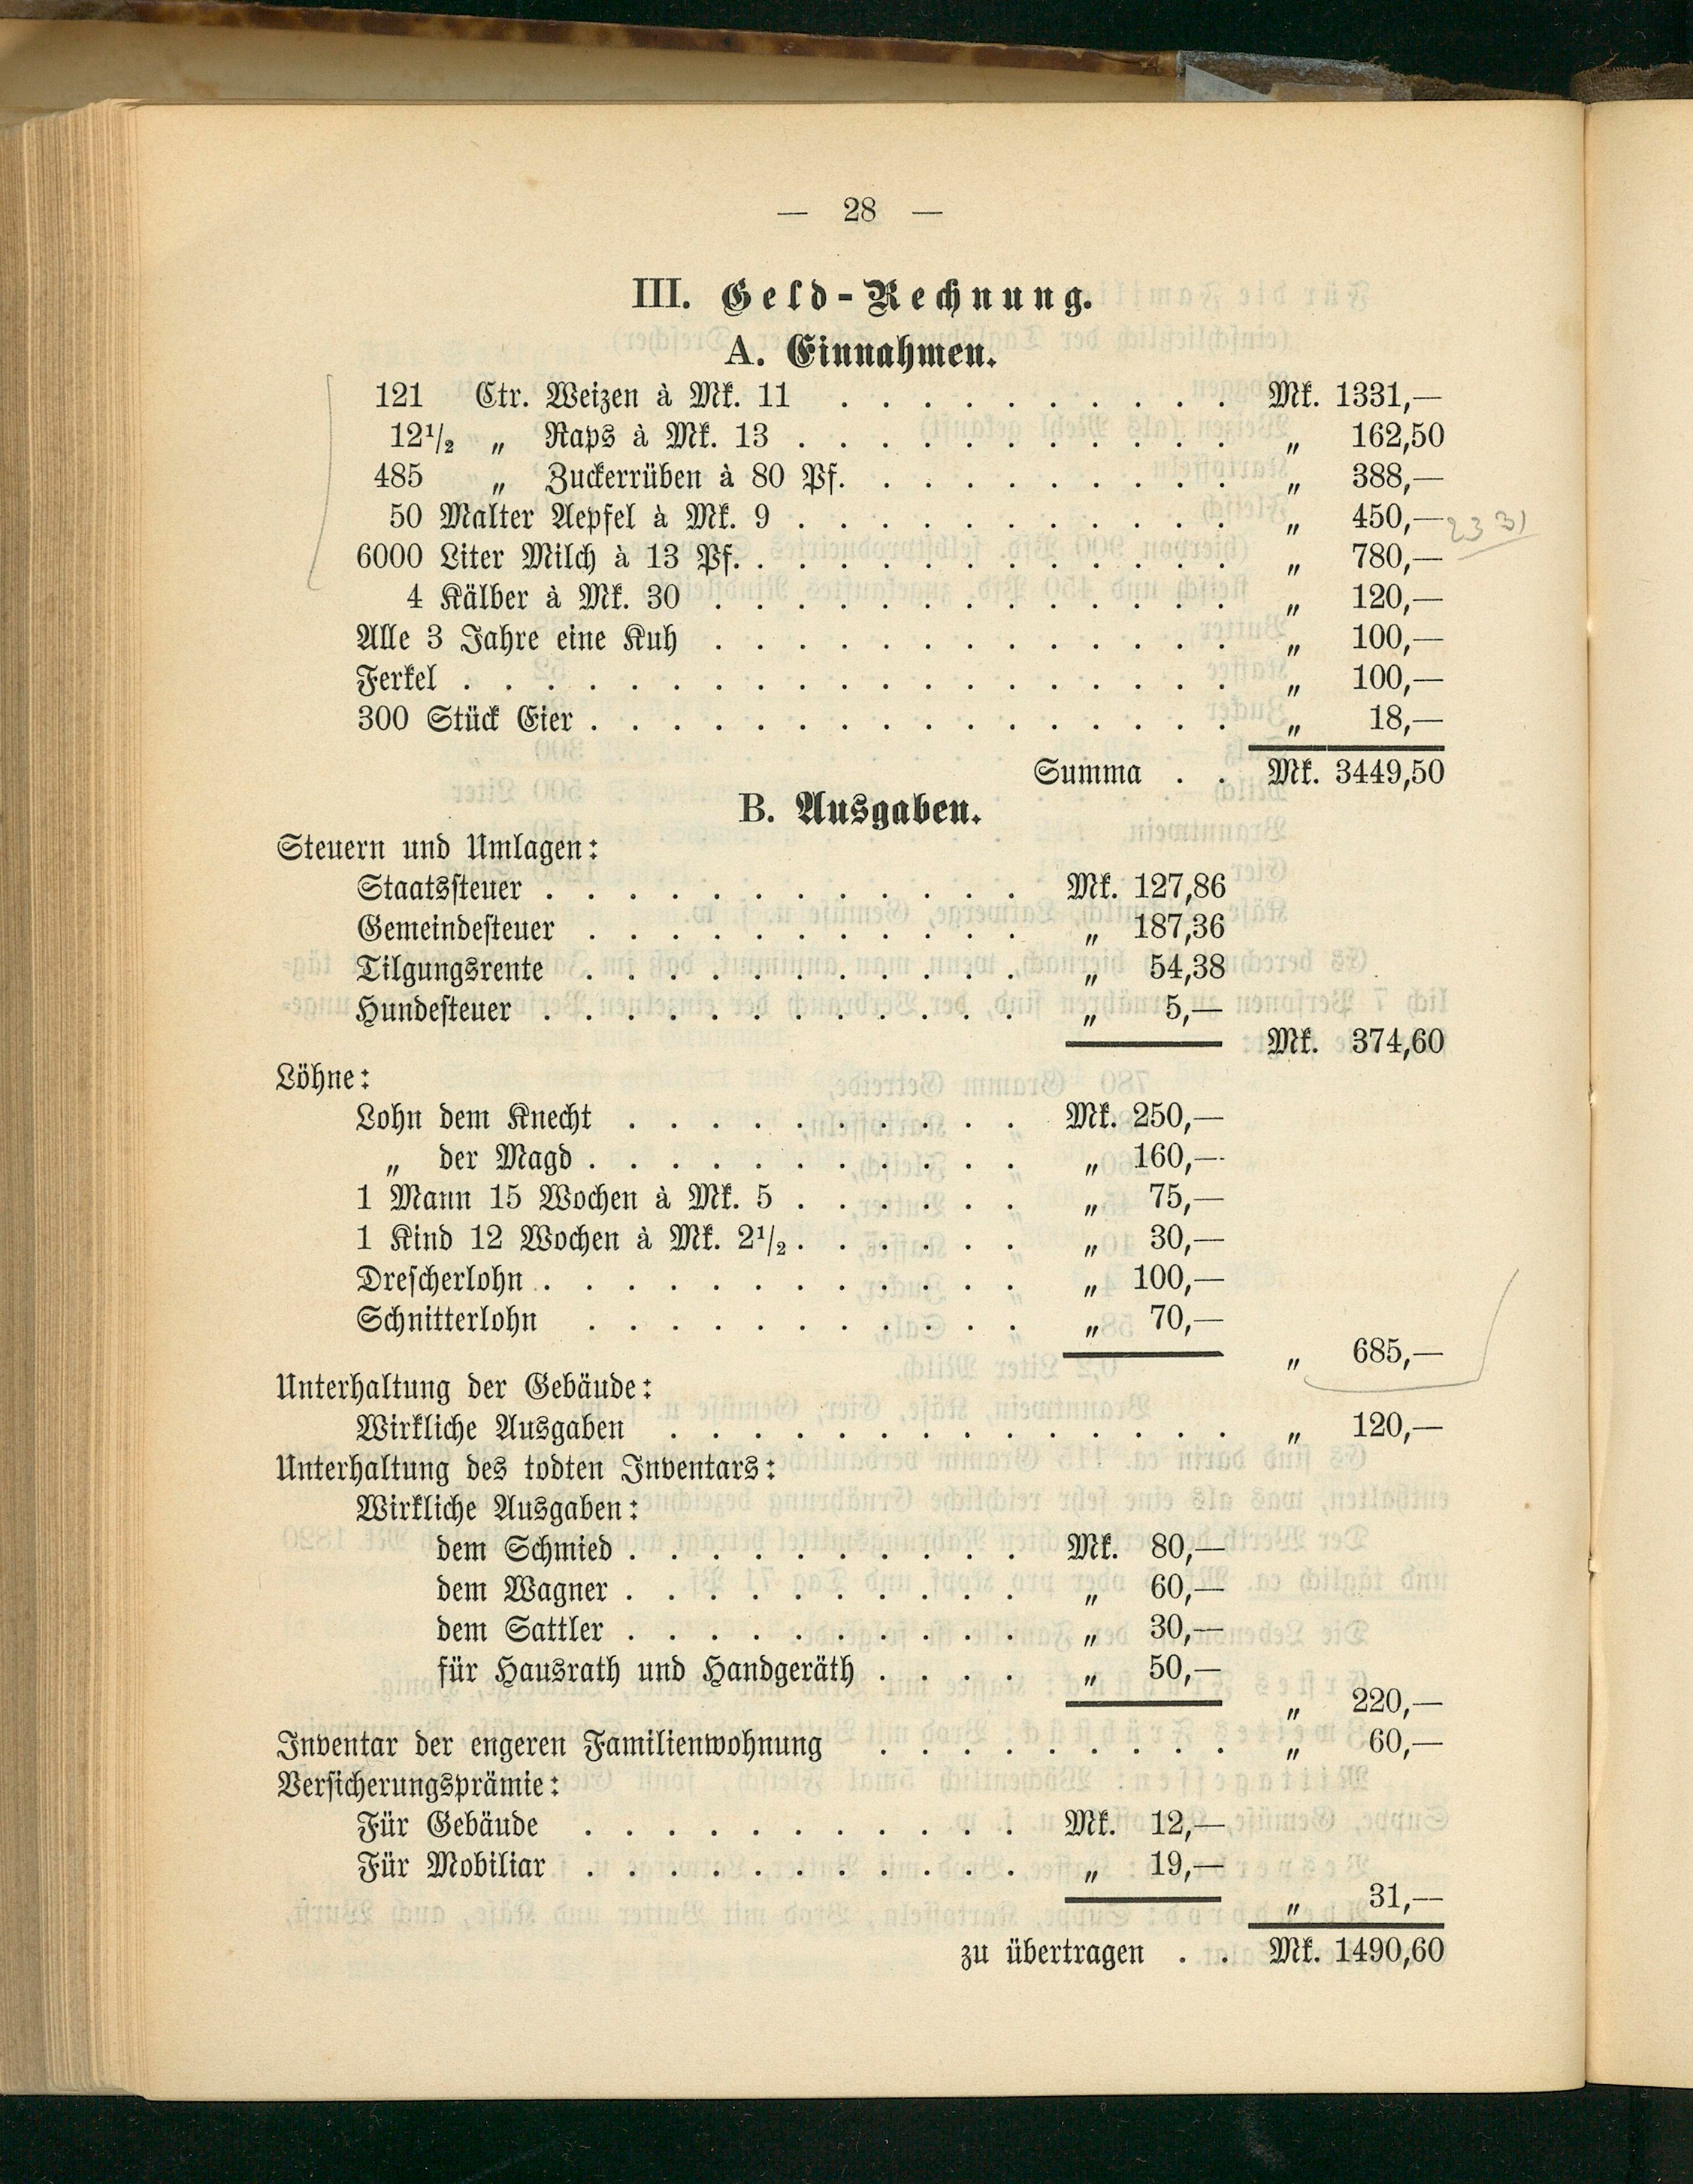 — 28 —
III. Geld-Rechnung.
A. Einnahmen.
121 Ctr. Weizen à Mk. 11 . . . . . . . . . . Mk. 1331,—
12½ „ Raps à Mk. 13 . . . . . . . . . . . „ 162,50
485 „ Zuckerrüben à 80 Pf. . . . . . . . . . „ 388,—
50 Malter Aepfel à Mk. 9 . . . . . . . . . . . „ 450,— 2331
6000 Liter Milch à 13 Pf. . . . . . . . . . . . . „ 780,—
4 Kälber à Mk. 30 . . . . . . . . . . . . . „ 120,—
Alle 3 Jahre eine Kuh . . . . . . . . . . . . . „ 100,—
Ferkel . . . . . . . . . . . . . . . . . . . „ 100,—
300 Stück Eier . . . . . . . . . . . . . . . . „ 18,—
Summa . . Mk. 3449,50
B. Ausgaben.
Steuern und Umlagen:
Staatssteuer . . . . . . . . . . . . Mk. 127,86
Gemeindesteuer . . . . . . . . . . . „ 187,36
Tilgungsrente . . . . . . . . . . . „ 54,38
Hundesteuer . . . . . . . . . . . . „ 5,—
Mk. 374,60
Löhne:
Lohn dem Knecht . . . . . . . . . . Mk. 250,—
„ der Magd . . . . . . . . . . . „ 160,—
1 Mann 15 Wochen à Mk. 5 . . . . . . „ 75,—
1 Kind 12 Wochen à Mk. 2½ . . . . . . „ 30,—
Drescherlohn . . . . . . . . . . . . „ 100,—
Schnitterlohn . . . . . . . . . . . „ 70,—
„ 685,—
Unterhaltung der Gebäude:
Wirkliche Ausgaben . . . . . . . . . . . . . . „ 120,—
Unterhaltung des todten Inventars:
Wirkliche Ausgaben:
dem Schmied . . . . . . . . . . Mk. 80,—
dem Wagner . . . . . . . . . . „ 60,—
dem Sattler . . . . . . . . . . „ 30,—
für Hausrath und Handgeräth . . . . „ 50,—
„ 220,—
Inventar der engeren Familienwohnung . . . . . . . . . „ 60,—
Versicherungsprämie:
Für Gebäude . . . . . . . . . . . Mk. 12,—
Für Mobiliar . . . . . . . . . . . „ 19,—
„ 31,—
zu übertragen . . Mk. 1490,60